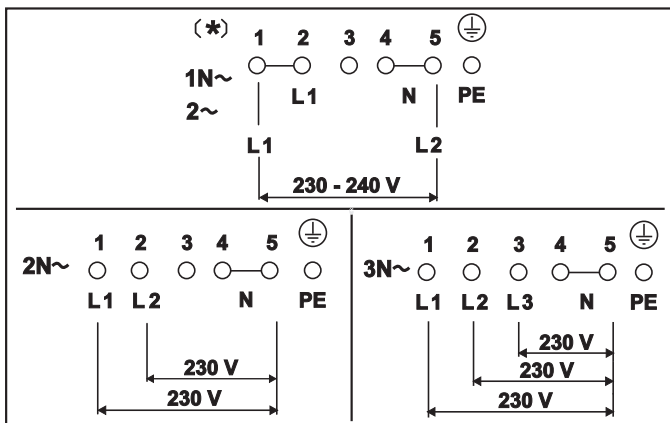 (*) 1 2 3 4 5
1N~ L1 N PE
2~
L1 L2
230 - 240 V
1 2 3 4 5
2N~
L1 L2 N PE
230 V
230 V
1 2 3 4 5
3N~
L1 L2 L3 N PE
230 V
230 V
230 V